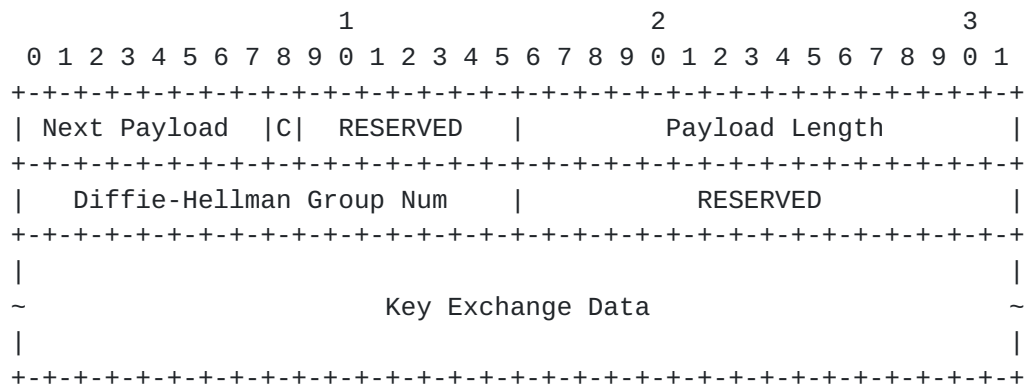 1                   2                   3
 0 1 2 3 4 5 6 7 8 9 0 1 2 3 4 5 6 7 8 9 0 1 2 3 4 5 6 7 8 9 0 1
+-+-+-+-+-+-+-+-+-+-+-+-+-+-+-+-+-+-+-+-+-+-+-+-+-+-+-+-+-+-+-+-+
| Next Payload  |C|  RESERVED   |         Payload Length        |
+-+-+-+-+-+-+-+-+-+-+-+-+-+-+-+-+-+-+-+-+-+-+-+-+-+-+-+-+-+-+-+-+
|   Diffie-Hellman Group Num    |           RESERVED            |
+-+-+-+-+-+-+-+-+-+-+-+-+-+-+-+-+-+-+-+-+-+-+-+-+-+-+-+-+-+-+-+-+
|                                                               |
~                       Key Exchange Data                       ~
|                                                               |
+-+-+-+-+-+-+-+-+-+-+-+-+-+-+-+-+-+-+-+-+-+-+-+-+-+-+-+-+-+-+-+-+